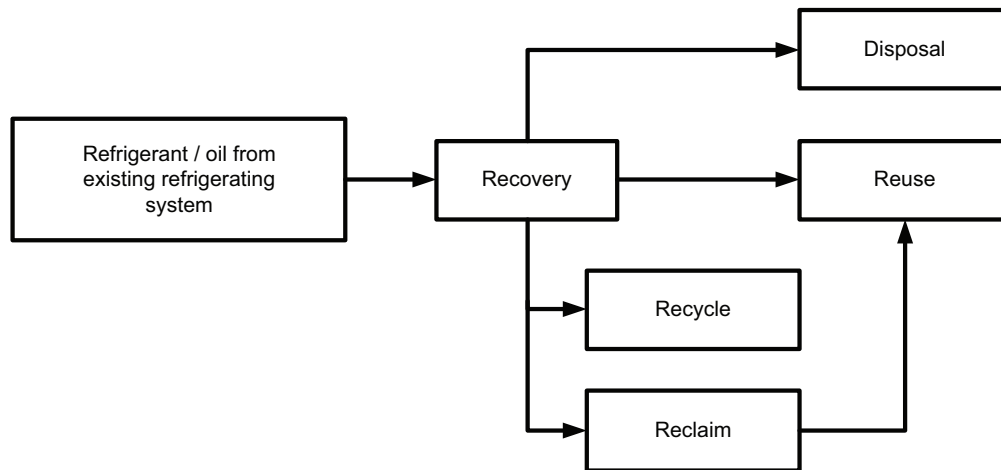 Disposal
Refrigerant / oil from
existing refrigerating
system
Recovery
Reuse
Recycle
Reclaim